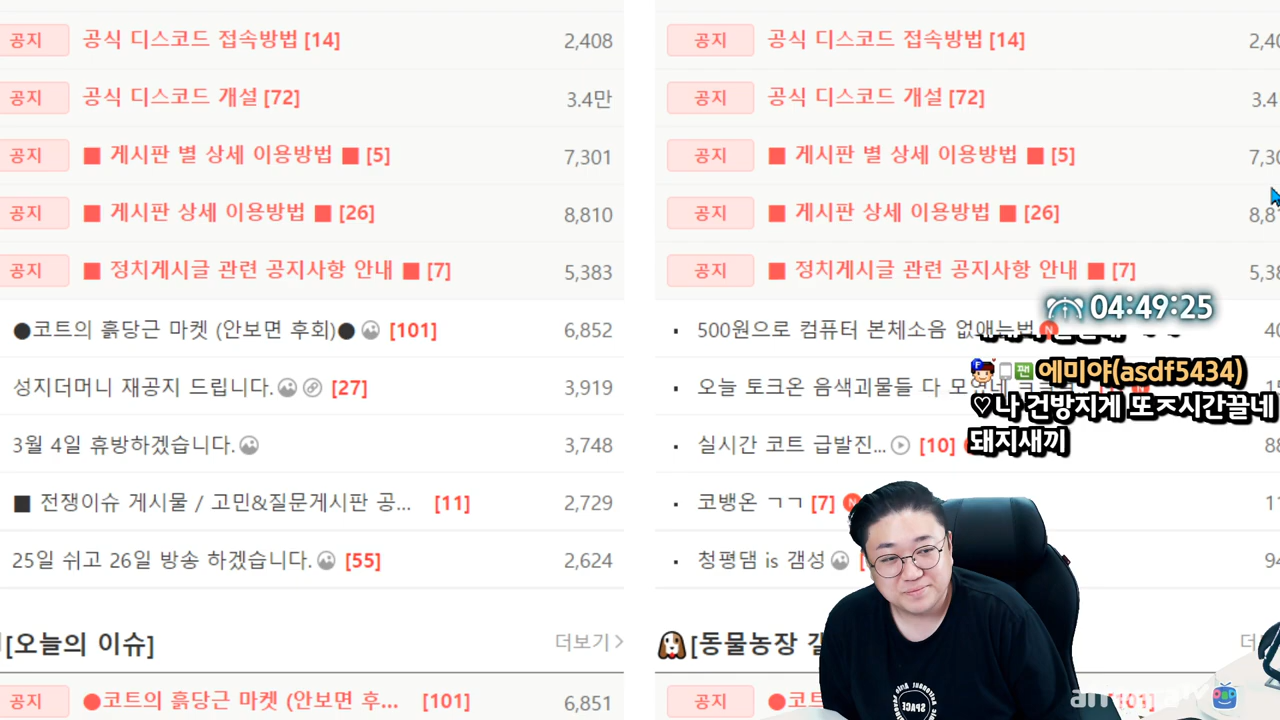 공지 공식 디스코드 접속방법 [14] 2,408
공지 공식 디스코드 개설 [72] 3.4만
공지 ■ 게시판 별 상세 이용방법 ■ [5] 7,301
공지 ■ 게시판 상세 이용방법 ■ [26] 8,810
공지 ■ 정치게시글 관련 공지사항 안내 ■ [7] 5,383
●코트의 흙당근 마켓 (안보면 후회)● [101] 6,852
성지더머니 재공지 드립니다. [27] 3,919
3월 4일 휴방하겠습니다. 3,748
■ 전쟁이슈 게시물 / 고민&질문게시판 공... [11] 2,729
25일 쉬고 26일 방송 하겠습니다. [55] 2,624
[오늘의 이슈] 더보기
공지 ●코트의 흙당근 마켓 (안보면 후... [101] 6,851
공지 공식 디스코드 접속방법 [14]
공지 공식 디스코드 개설 [72]
공지 ■ 게시판 별 상세 이용방법 ■ [5]
공지 ■ 게시판 상세 이용방법 ■ [26]
공지 ■ 정치게시글 관련 공지사항 안내 ■ [7]
500원으로 컴퓨터 본체소음 없애는법 N
오늘 토크온 음색괴물들 다
실시간 코트 급발진... [10]
코뱅온 ㄱㄱ [7] N
청평댐 is 갬성
[동물농장
공지 ●코트
04:49:25
F 팬 에미야(asdf5434)
♡나 건방지게 또ㅈ시간끌네
돼지새끼
SPACE